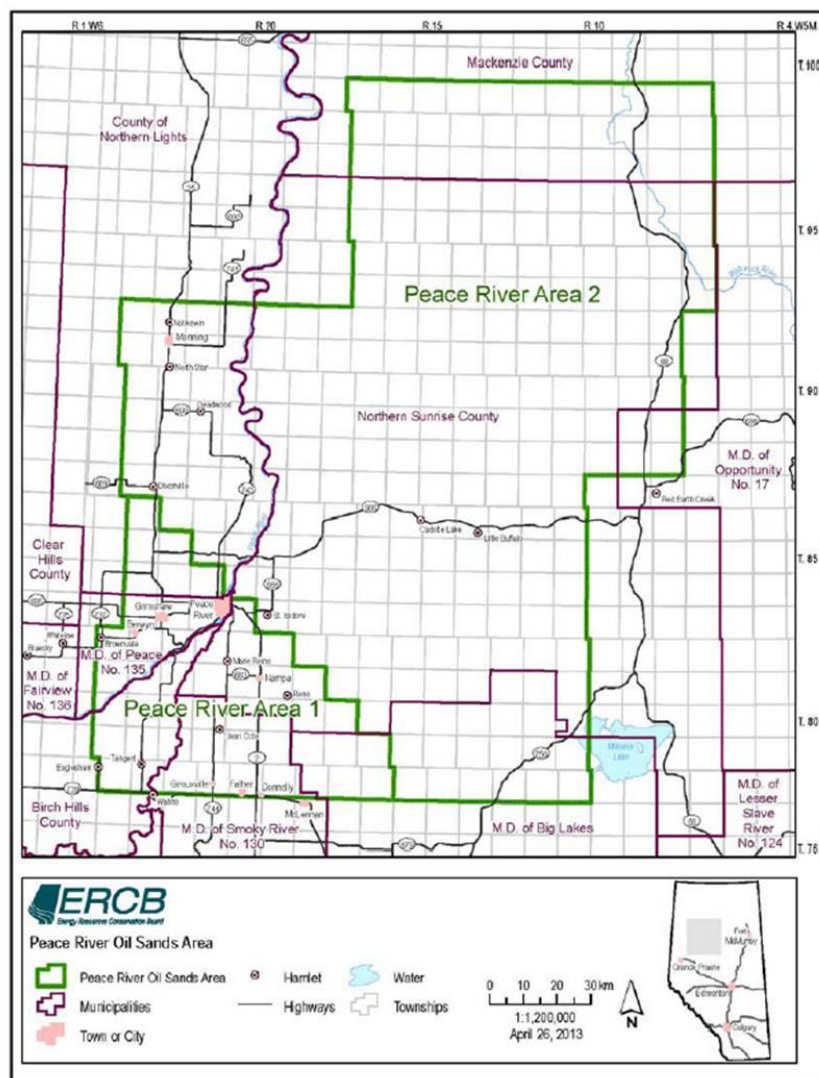 R.1 W6.
R. 20
R.15
R. 10
R. 4, W5M.
T. 100
Mackenzie County
County of
Northern Lights
T. 95
Peace River Area 2
Manning
North Star
T. 90
Northern Sunrise County
Deadwood
M.D. of
Opportunity
No. 17
Red Earth Creek
Cadotte Lake
Little Buffalo
T. 85
Clear
Hills
County
Grimshaw
Peace
River
St. Isidore
Berwyn
Brownvale
M.D. of Peace
No. 135
Marie Reine
Nampa
M.D. of
Fairview
No. 136
Reno
Peace River Area 1
T. 80
Jean Cote
Tangent
Eaglesham
Girouxville
Falher
Donnelly
Watino
McLennan
Birch Hills
County
M.D. of Smoky River
No. 130
M.D. of Big Lakes
M.D. of
Lesser
Slave
River
No. 124
T. 76
ERCB
Energy Resources Conservation Board
Peace River Oil Sands Area
Peace River Oil Sands Area
Hamlet
Water
Municipalities
Highways
Townships
Town or City
0 10 20 30 km
1:1,200,000
April 26, 2013
N
Fort
McMurray
Grande Prairie
Edmonton
Calgary